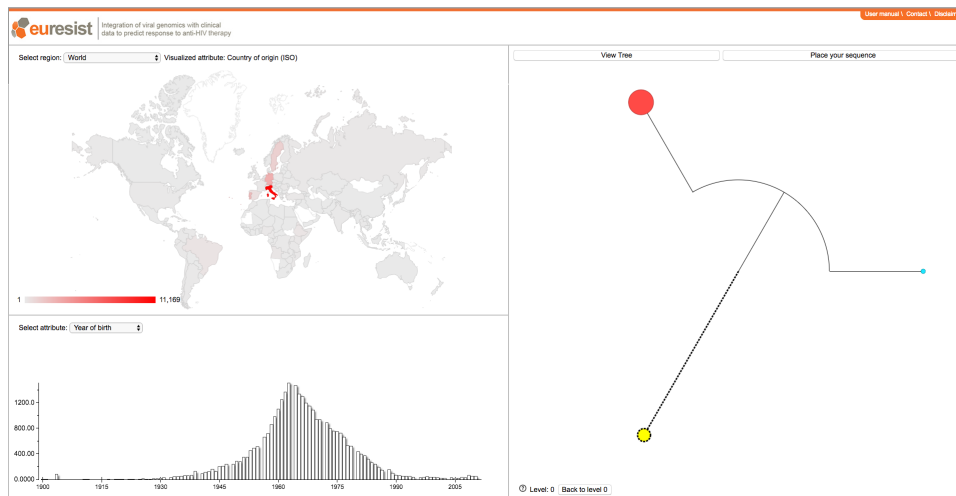 User manual \ Contact \ Disclaim
euresist
Integration of viral genomics with clinical
data to predict response to anti-HIV therapy
Select region: World
Visualized attribute: Country of origin (ISO)
1
11,169
Select attribute: Year of birth
1200.0
800.00
400.00
0.0000
1900 1915 1930 1945 1960 1975 1990 2005
View Tree
Place your sequence
? Level: 0 Back to level 0